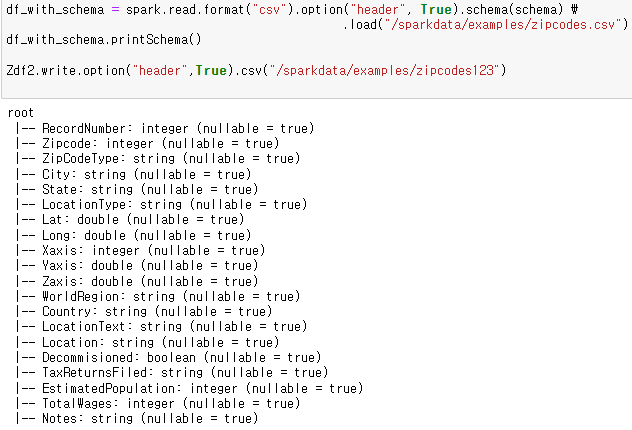 df_with_schema = spark.read.format("csv").option("header", True).schema(schema) ₩
.load("/sparkdata/examples/zipcodes.csv")
df_with_schema.printSchema()
Zdf2.write.option("header",True).csv("/sparkdata/examples/zipcodes123")
root
|-- RecordNumber: integer (nullable = true)
|-- Zipcode: integer (nullable = true)
|-- ZipCodeType: string (nullable = true)
|-- City: string (nullable = true)
|-- State: string (nullable = true)
|-- LocationType: string (nullable = true)
|-- Lat: double (nullable = true)
|-- Long: double (nullable = true)
|-- Xaxis: integer (nullable = true)
|-- Yaxis: double (nullable = true)
|-- Zaxis: double (nullable = true)
|-- WorldRegion: string (nullable = true)
|-- Country: string (nullable = true)
|-- LocationText: string (nullable = true)
|-- Location: string (nullable = true)
|-- Decommisioned: boolean (nullable = true)
|-- TaxReturnsFiled: string (nullable = true)
|-- EstimatedPopulation: integer (nullable = true)
|-- TotalWages: integer (nullable = true)
|-- Notes: string (nullable = true)